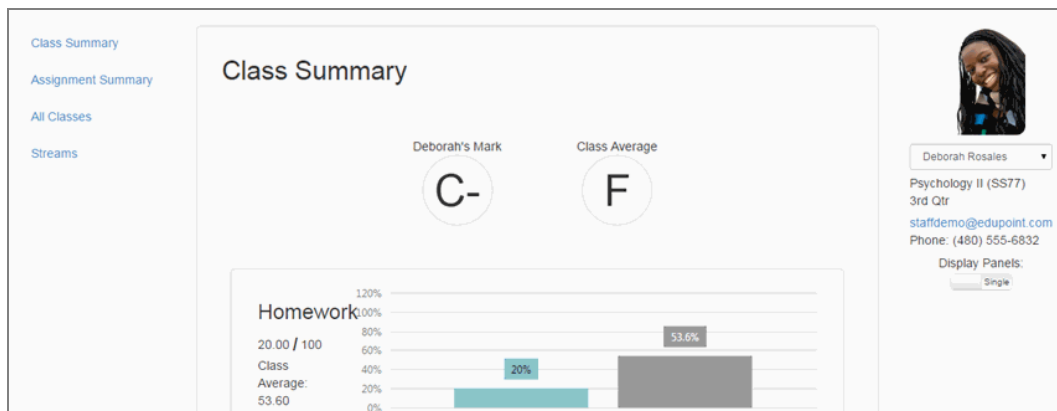 Class Summary
Assignment Summary
All Classes
Streams
Class Summary
Deborah's Mark
C-
Class Average
F
Homework
20.00 / 100
Class
Average:
53.60
120%
100%
80%
60%
40%
20%
0%
20%
53.6%
Deborah Rosales
Psychology II (SS77)
3rd Qtr
staffdemo@edupoint.com
Phone: (480) 555-6832
Display Panels:
Single